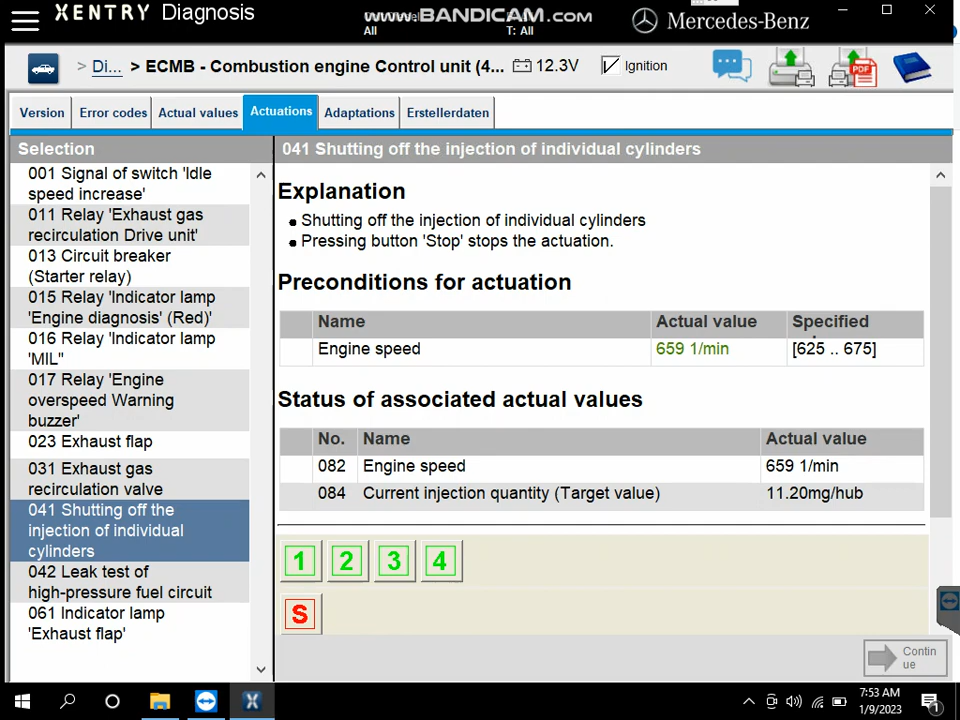 XENTRY Diagnosis
www.BANDICAM.com
All
T: All
Mercedes-Benz
> Di... > ECMB - Combustion engine Control unit (4...
12.3V
Ignition
PDF
Version
Error codes
Actual values
Actuations
Adaptations
Erstellerdaten
Selection
001 Signal of switch 'Idle
speed increase'
011 Relay 'Exhaust gas
recirculation Drive unit'
013 Circuit breaker
(Starter relay)
015 Relay 'Indicator lamp
'Engine diagnosis' (Red)'
016 Relay 'Indicator lamp
'MIL"
017 Relay 'Engine
overspeed Warning
buzzer'
023 Exhaust flap
031 Exhaust gas
recirculation valve
041 Shutting off the
injection of individual
cylinders
042 Leak test of
high-pressure fuel circuit
061 Indicator lamp
'Exhaust flap'
041 Shutting off the injection of individual cylinders
Explanation
Shutting off the injection of individual cylinders
Pressing button 'Stop' stops the actuation.
Preconditions for actuation
Name Actual value Specified
Engine speed 659 1/min [625 .. 675]
Status of associated actual values
No. Name Actual value
082 Engine speed 659 1/min
084 Current injection quantity (Target value) 11.20mg/hub
1 2 3 4
S
Contin
ue
X
7:53 AM
1/9/2023
1